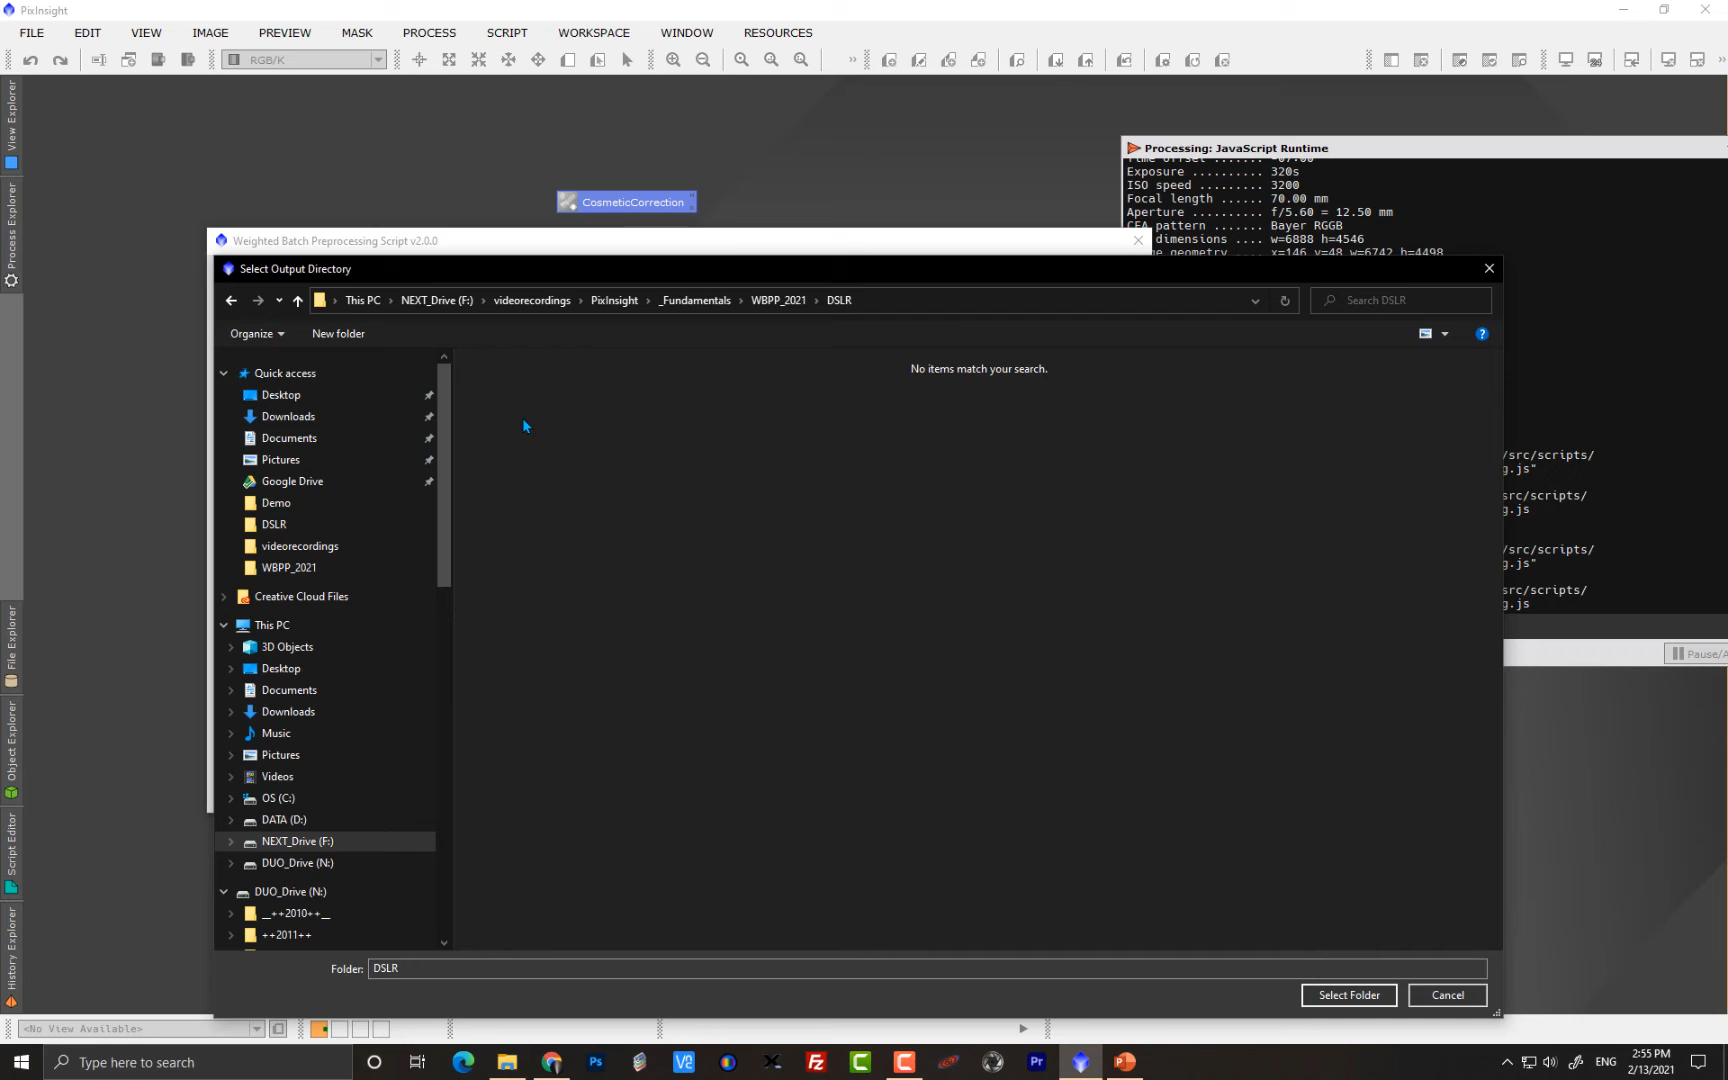 PixInsight
FILE EDIT VIEW IMAGE PREVIEW MASK PROCESS SCRIPT WORKSPACE WINDOW RESOURCES
RGB/K
View Explorer
Process Explorer
File Explorer
Object Explorer
Script Editor
History Explorer
CosmeticCorrection
Processing: JavaScript Runtime
Time offset ....... -07:00
Exposure .......... 320s
ISO speed ......... 3200
Focal length ...... 70.00 mm
Aperture .......... f/5.60 = 12.50 mm
CFA pattern ....... Bayer RGGB
dimensions .... w=6888 h=4546
geometry ...... x=146 y=48 w=6742 h=4498
/src/scripts/
g.js"
src/scripts/
g.js
/src/scripts/
g.js"
src/scripts/
g.js
Weighted Batch Preprocessing Script v2.0.0
Select Output Directory
This PC NEXT_Drive (F:) videorecordings PixInsight _Fundamentals WBPP_2021 DSLR
Search DSLR
Organize New folder
No items match your search.
Quick access
Desktop
Downloads
Documents
Pictures
Google Drive
Demo
DSLR
videorecordings
WBPP_2021
Creative Cloud Files
This PC
3D Objects
Desktop
Documents
Downloads
Music
Pictures
Videos
OS (C:)
DATA (D:)
NEXT_Drive (F:)
DUO_Drive (N:)
DUO_Drive (N:)
__++2010++__
++2011++
Folder: DSLR
Select Folder Cancel
Pause/A
<No View Available>
Type here to search
ENG
2:55 PM
2/13/2021